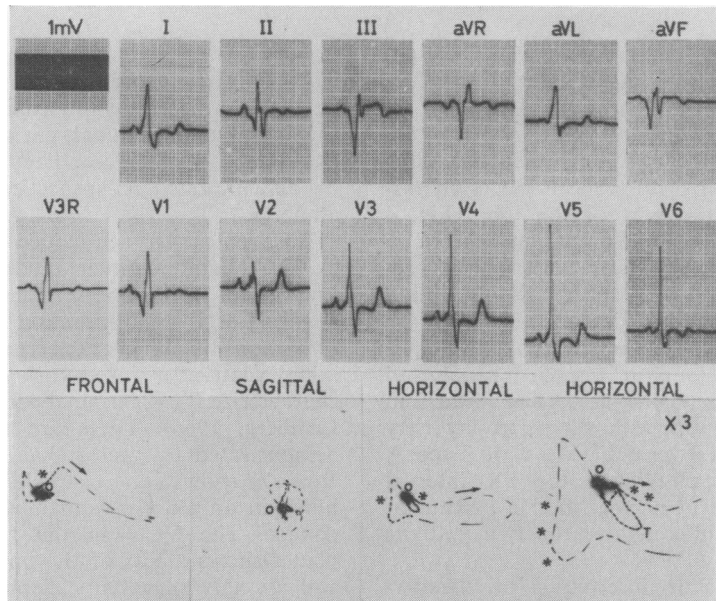 1mV I II III aVR aVL aVF
V3R V1 V2 V3 V4 V5 V6
FRONTAL SAGITTAL HORIZONTAL HORIZONTAL
X 3
* O O * O * O * *
* T
*